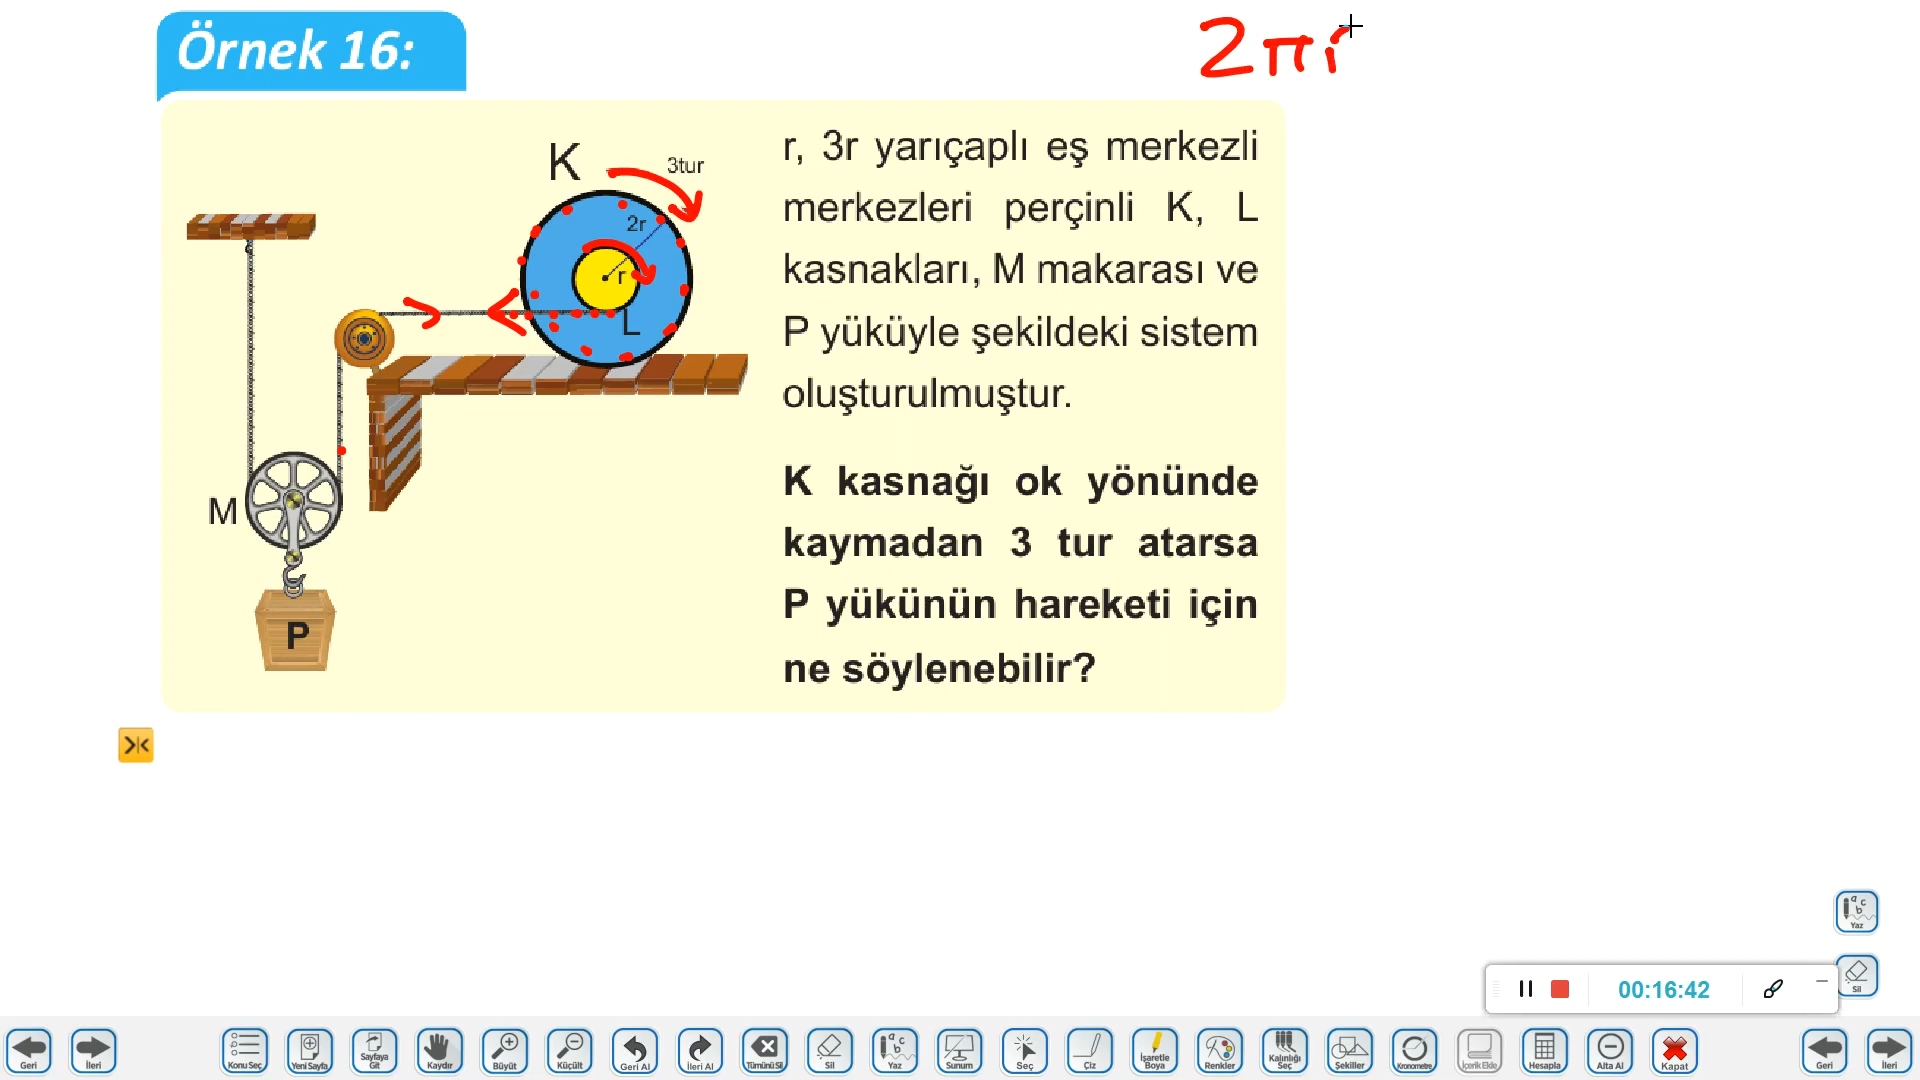 Örnek 16:
2πr
K
3tur
2r
r
L
M
P
r, 3r yarıçaplı eş merkezli
merkezleri perçinli K, L
kasnakları, M makarası ve
P yüküyle şekildeki sistem
oluşturulmuştur.
K kasnağı ok yönünde
kaymadan 3 tur atarsa
P yükünün hareketi için
ne söylenebilir?
Yaz
Sil
00:16:42
Geri
İleri
Konu Seç
Yeni Sayfa
Sayfaya Git
Kaydır
Büyüt
Küçült
Geri Al
İleri Al
Tümünü Sil
Sil
Yaz
Sunum
Seç
Çiz
İşaretle Boya
Renkler
Kalınlığı Seç
Şekiller
Kronometre
İçerik Ekle
Hesapla
Alta Al
Kapat
Geri
İleri